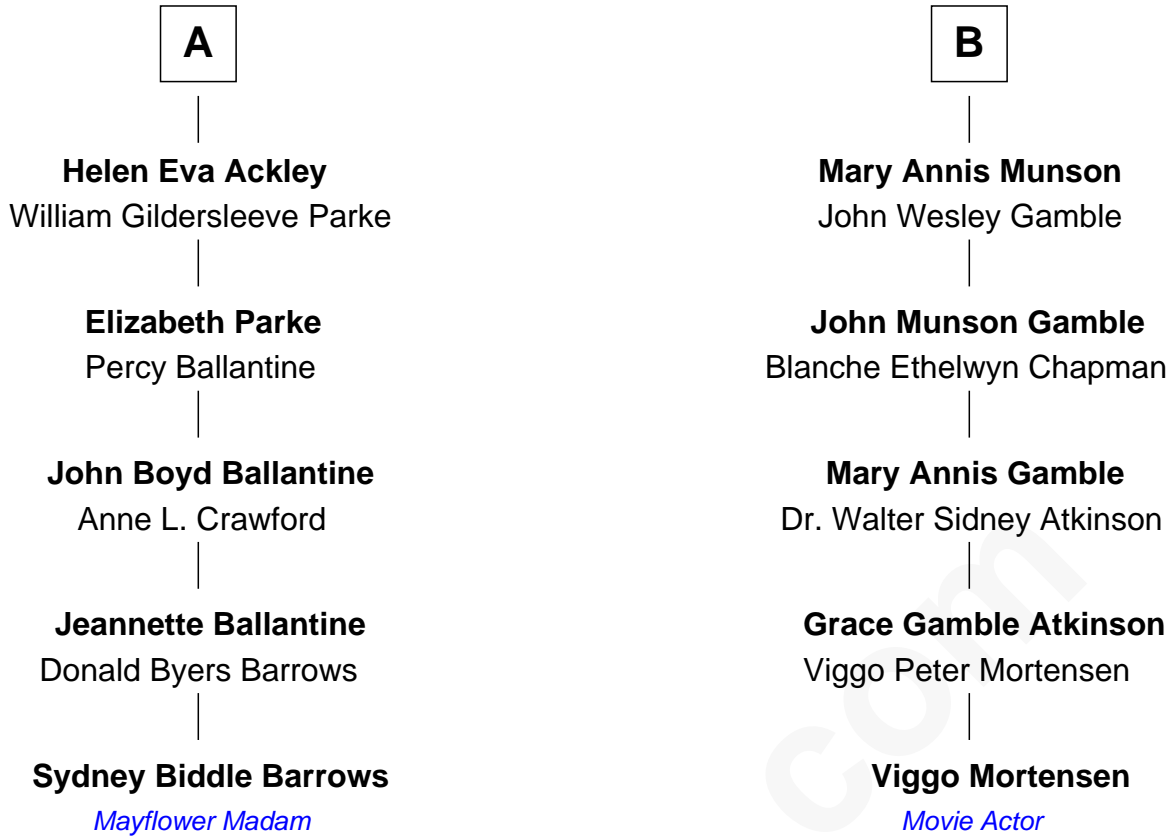 A
Helen Eva Ackley
William Gildersleeve Parke
Elizabeth Parke
Percy Ballantine
John Boyd Ballantine
Anne L. Crawford
Jeannette Ballantine
Donald Byers Barrows
Sydney Biddle Barrows
Mayflower Madam
B
Mary Annis Munson
John Wesley Gamble
John Munson Gamble
Blanche Ethelwyn Chapman
Mary Annis Gamble
Dr. Walter Sidney Atkinson
Grace Gamble Atkinson
Viggo Peter Mortensen
Viggo Mortensen
Movie Actor
com